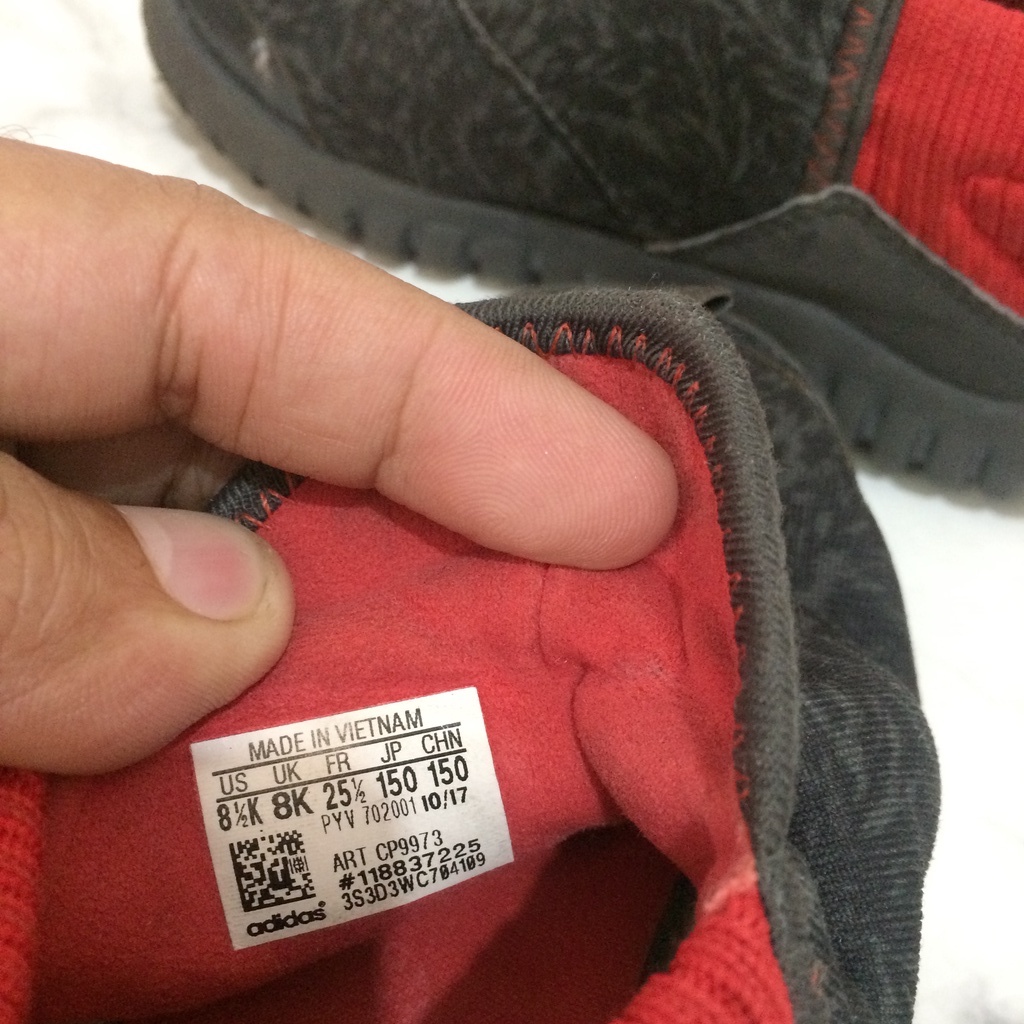 MADE IN VIETNAM
US UK FR JP CHN
8½K 8K 25½ 150 150
PYV 702001 10/17
ART CP9973
#118837225
3S3D3WC704109
adidas